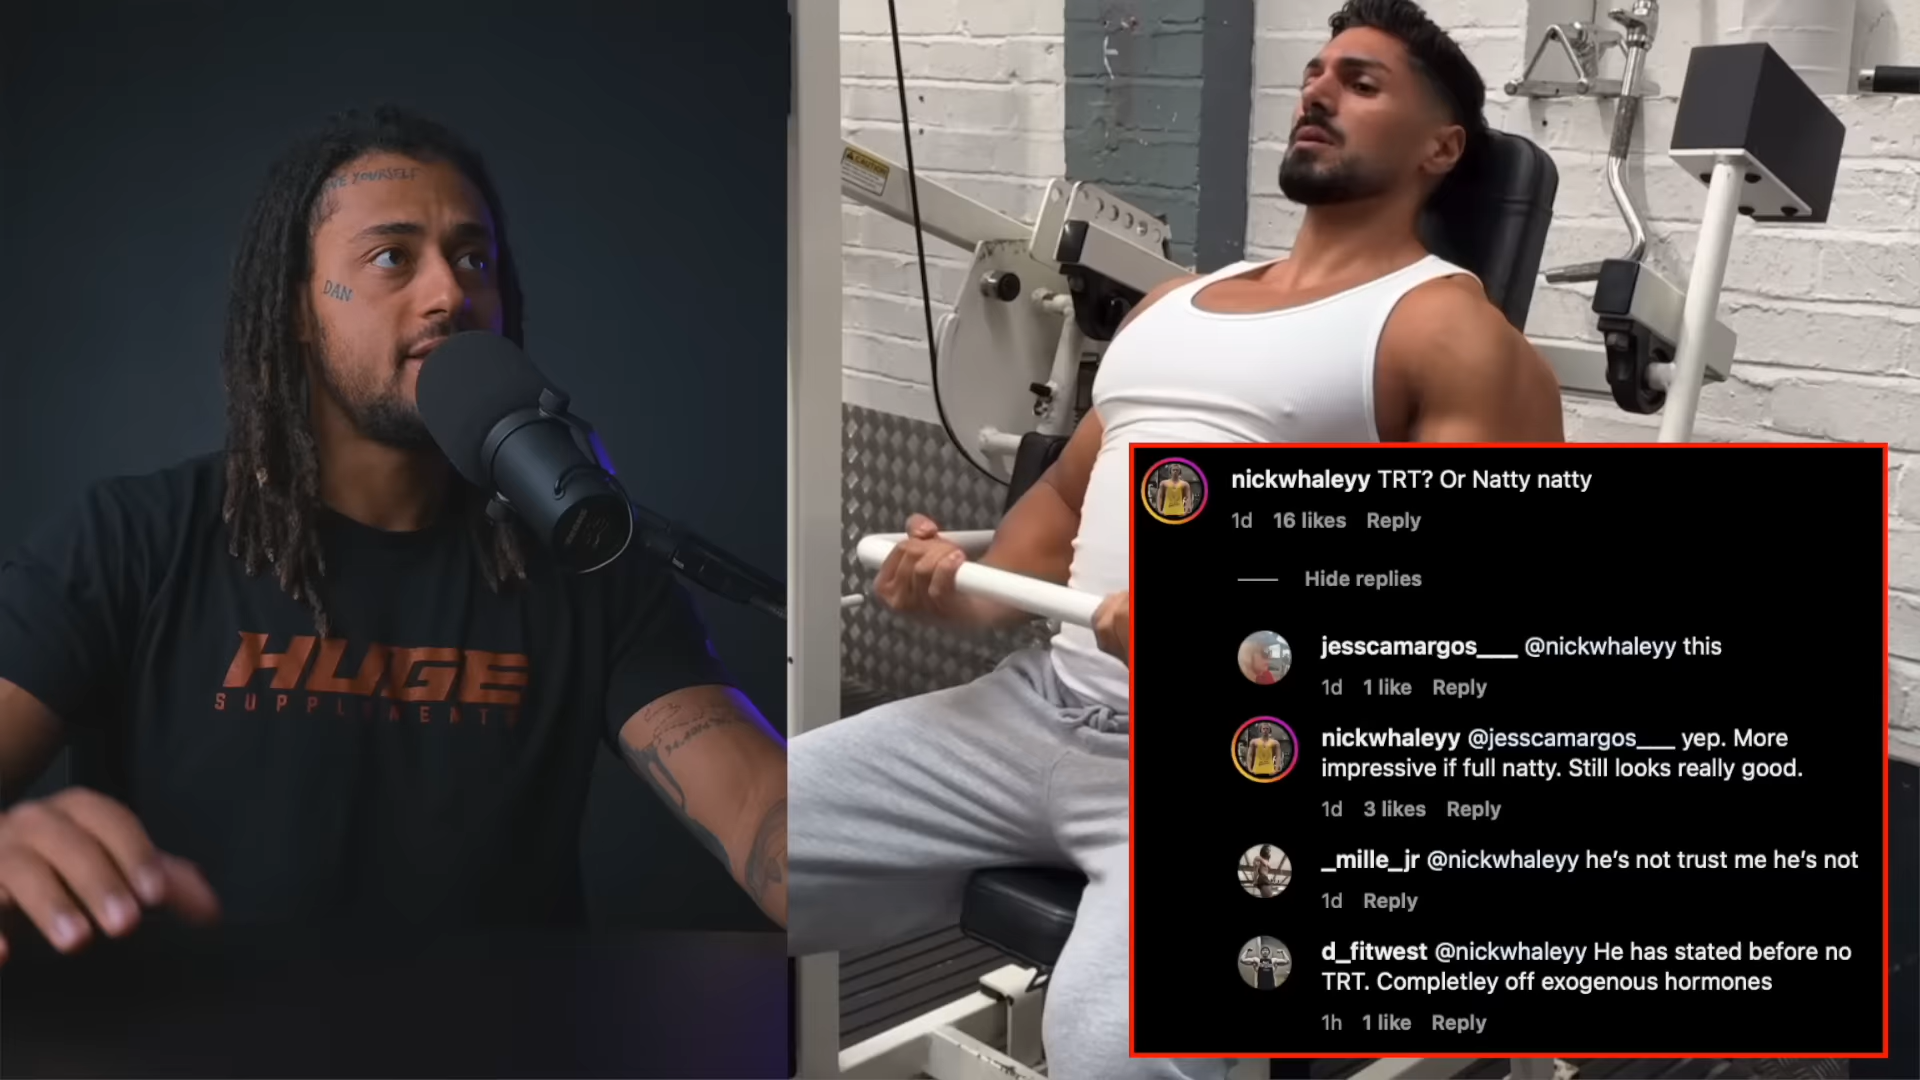 VE YOURSELF
DAN
HUGE
SUPPLEMENTS
CAUTION
nickwhaleyy TRT? Or Natty natty
1d 16 likes Reply
Hide replies
jesscamargos___ @nickwhaleyy this
1d 1 like Reply
nickwhaleyy @jesscamargos___ yep. More
impressive if full natty. Still looks really good.
1d 3 likes Reply
_mille_jr @nickwhaleyy he's not trust me he's not
1d Reply
d_fitwest @nickwhaleyy He has stated before no
TRT. Completley off exogenous hormones
1h 1 like Reply